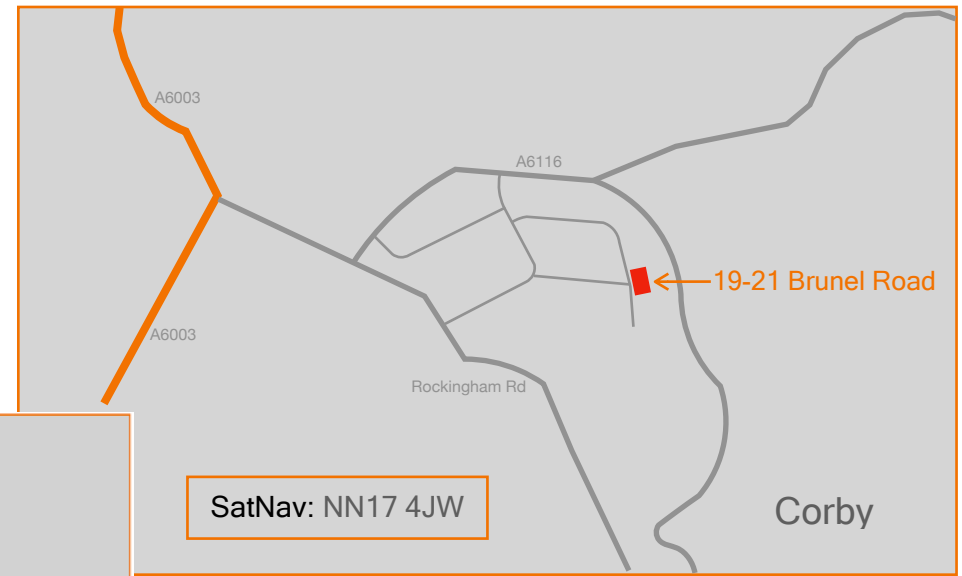 A6003
A6116
19-21 Brunel Road
A6003
Rockingham Rd
SatNav: NN17 4JW
Corby